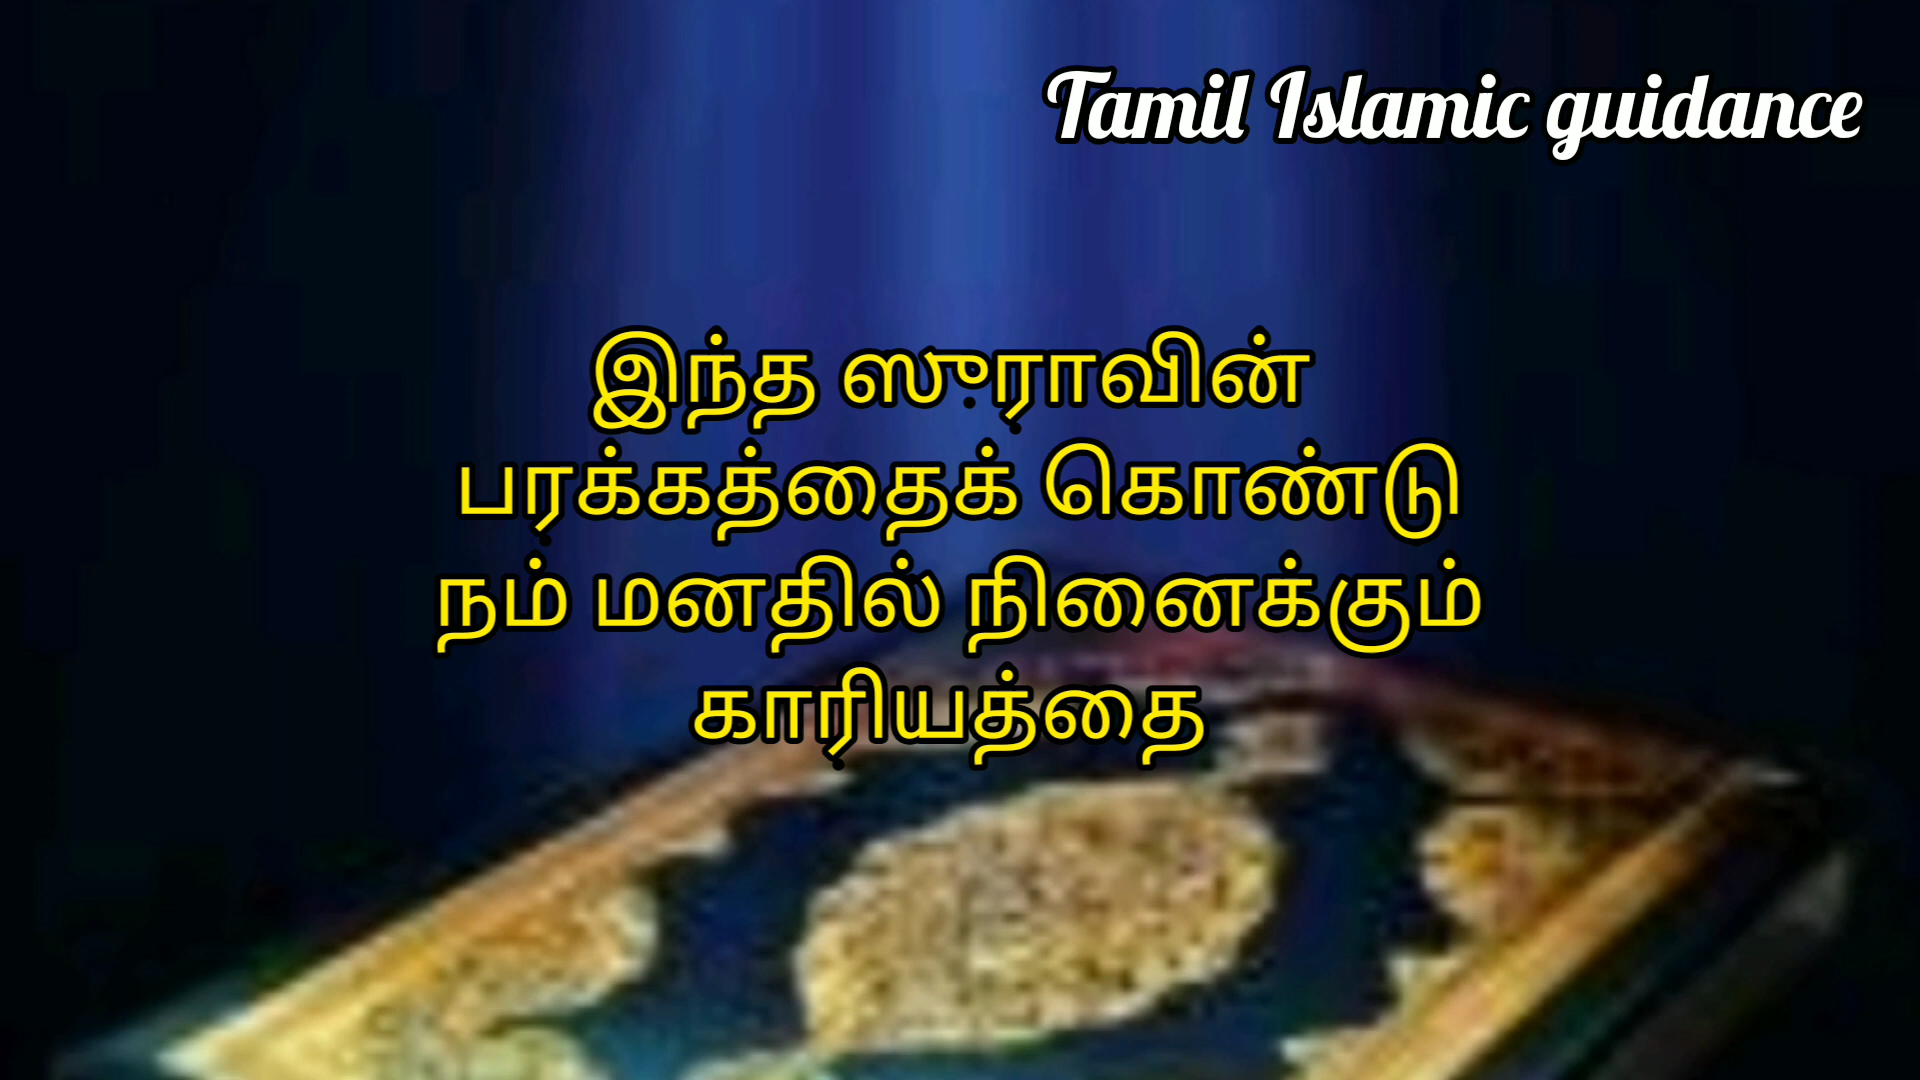 Tamil Islamic guidance
இந்த ஸுராவின்
பரக்கத்தைக் கொண்டு
நம் மனதில் நினைக்கும்
காரியத்தை